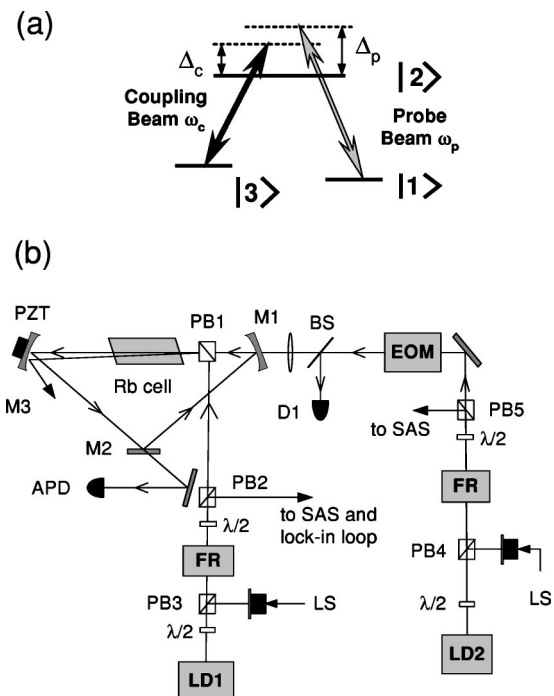 (a)
Δc
Δp
|2>
Coupling
Beam ωc
Probe
Beam ωp
|3>
|1>
(b)
PZT
PB1
M1
BS
EOM
Rb cell
M3
D1
PB5
to SAS
λ/2
M2
FR
APD
PB2
to SAS and
lock-in loop
λ/2
PB4
FR
PB3
LS
LS
λ/2
λ/2
LD1
LD2